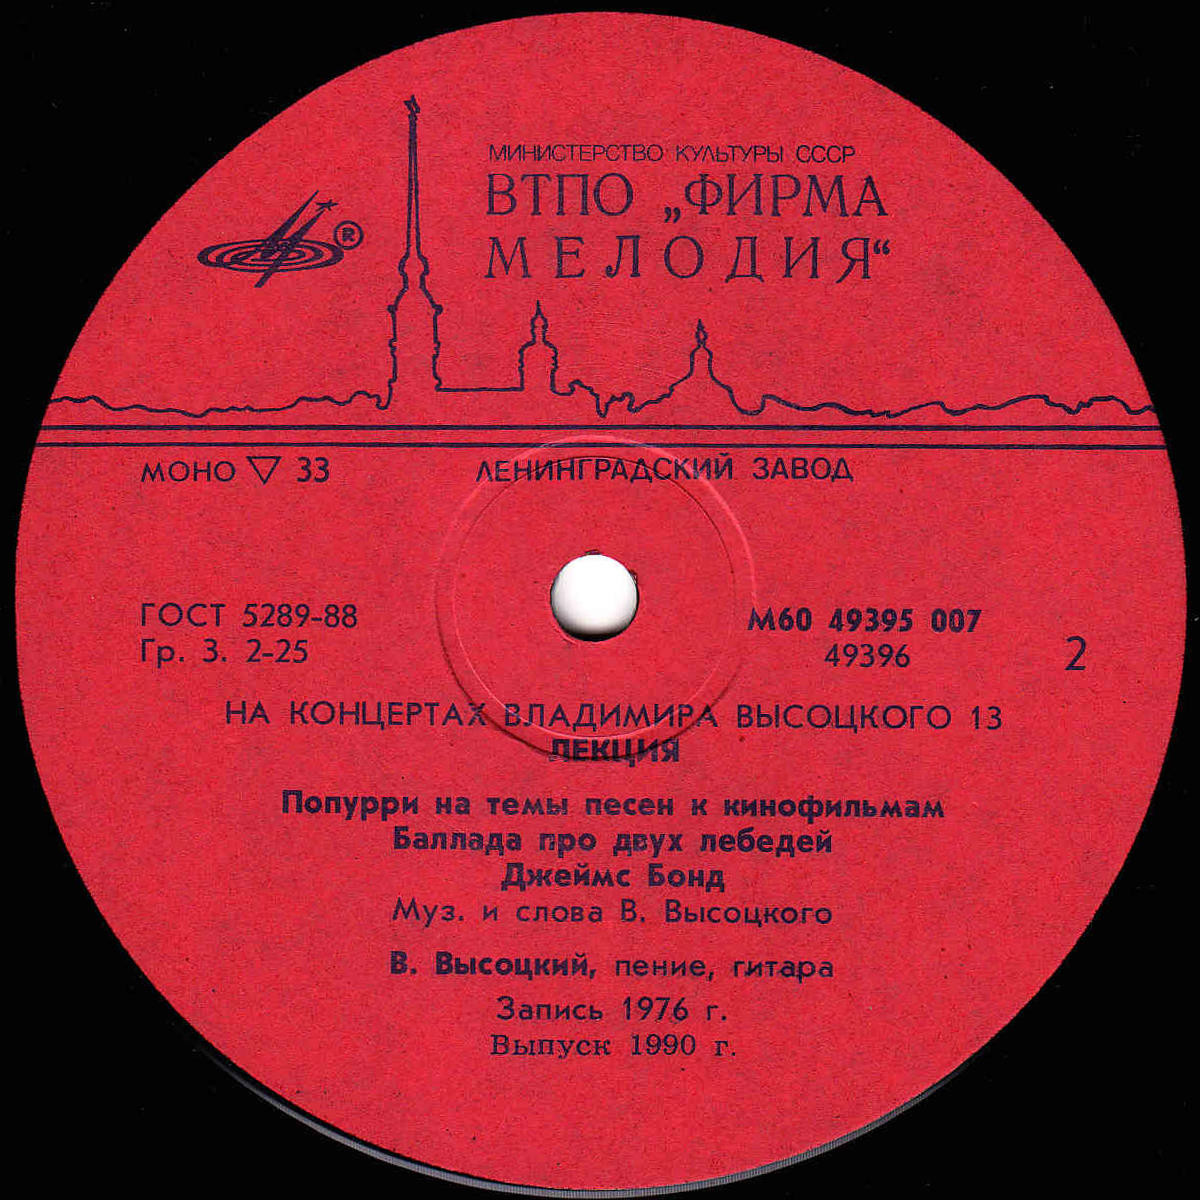 МИНИСТЕРСТВО КУЛЬТУРЫ СССР
ВТПО „ФИРМА
МЕЛОДИЯ“
®
МОНО ▽ 33
ЛЕНИНГРАДСКИЙ ЗАВОД
ГОСТ 5289-88
Гр. 3. 2-25
М60 49395 007
49396
2
НА КОНЦЕРТАХ ВЛАДИМИРА ВЫСОЦКОГО 13
ЛЕКЦИЯ
Попурри на темы песен к кинофильмам
Баллада про двух лебедей
Джеймс Бонд
Муз. и слова В. Высоцкого
В. Высоцкий, пение, гитара
Запись 1976 г.
Выпуск 1990 г.